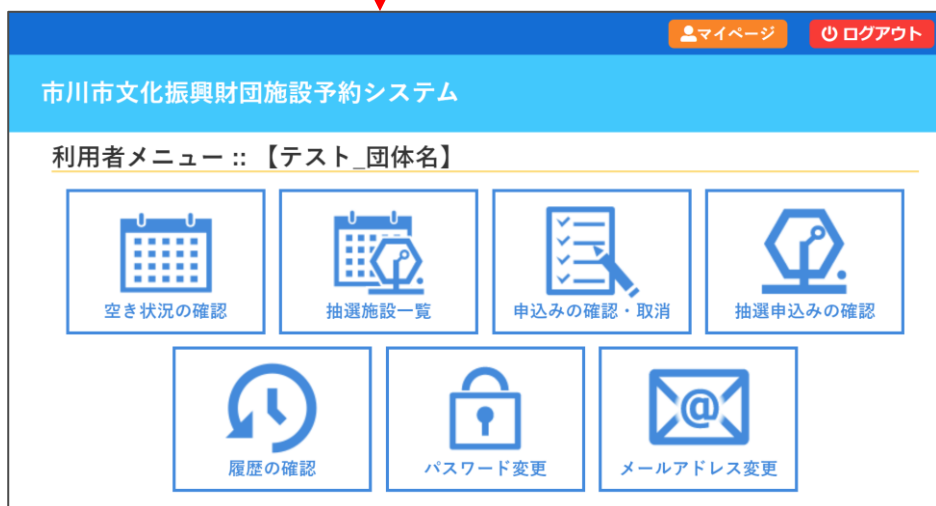 マイページ
ログアウト
市川市文化振興財団施設予約システム
利用者メニュー :: 【テスト_団体名】
空き状況の確認
抽選施設一覧
申込みの確認・取消
抽選申込みの確認
履歴の確認
パスワード変更
@
メールアドレス変更